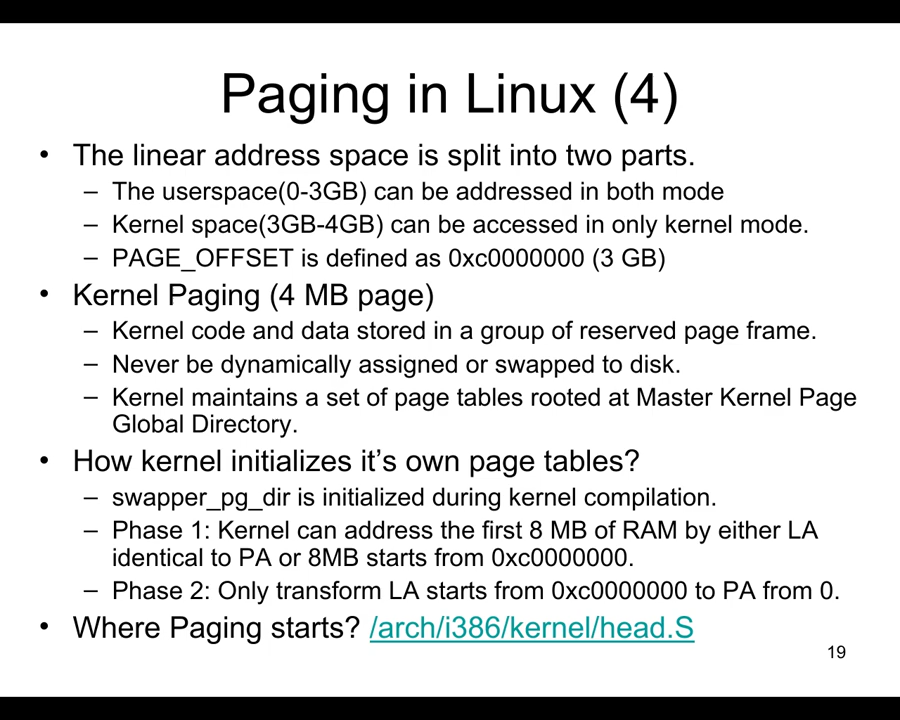 Paging in Linux (4)
• The linear address space is split into two parts.
– The userspace(0-3GB) can be addressed in both mode
– Kernel space(3GB-4GB) can be accessed in only kernel mode.
– PAGE_OFFSET is defined as 0xc0000000 (3 GB)
• Kernel Paging (4 MB page)
– Kernel code and data stored in a group of reserved page frame.
– Never be dynamically assigned or swapped to disk.
– Kernel maintains a set of page tables rooted at Master Kernel Page
Global Directory.
• How kernel initializes it's own page tables?
– swapper_pg_dir is initialized during kernel compilation.
– Phase 1: Kernel can address the first 8 MB of RAM by either LA
identical to PA or 8MB starts from 0xc0000000.
– Phase 2: Only transform LA starts from 0xc0000000 to PA from 0.
• Where Paging starts? /arch/i386/kernel/head.S
19